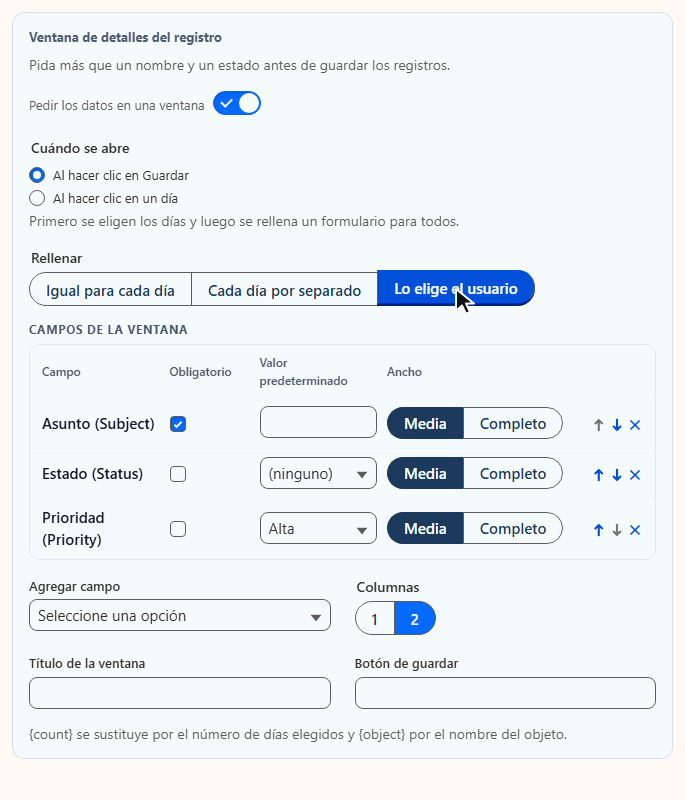 Ventana de detalles del registro
Pida más que un nombre y un estado antes de guardar los registros.
Pedir los datos en una ventana
Cuándo se abre
Al hacer clic en Guardar
Al hacer clic en un día
Primero se eligen los días y luego se rellena un formulario para todos.
Rellenar
Igual para cada día Cada día por separado Lo elige el usuario
CAMPOS DE LA VENTANA
Campo Obligatorio Valor predeterminado Ancho
Asunto (Subject) Media Completo
Estado (Status) (ninguno) Media Completo
Prioridad (Priority) Alta Media Completo
Agregar campo Columnas
Seleccione una opción 1 2
Título de la ventana Botón de guardar
{count} se sustituye por el número de días elegidos y {object} por el nombre del objeto.